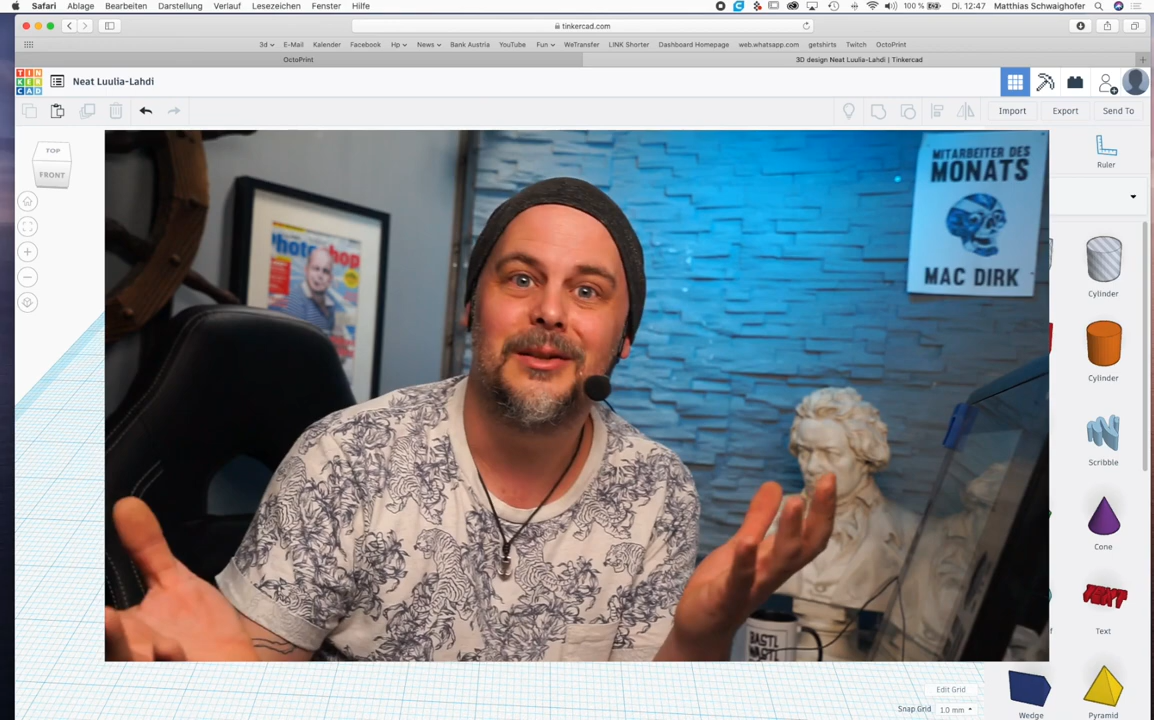 Safari Ablage Bearbeiten Darstellung Verlauf Lesezeichen Fenster Hilfe 100 % Di. 12:47 Matthias Schwaighofer
tinkercad.com
3d E-Mail Kalender Facebook Hp News Bank Austria YouTube Fun WeTransfer LINK Shorter Dashboard Homepage web.whatsapp.com getshirts Twitch OctoPrint
OctoPrint 3D design Neat Luulia-Lahdi | Tinkercad
TIN
KER
CAD
Neat Luulia-Lahdi
Import Export Send To
TOP
FRONT
Ruler
MITARBEITER DES
MONATS
MAC DIRK
Photoshop
Cylinder
Cylinder
Scribble
Cone
TEXT
Text
BASTL
WASTL
Edit Grid
Snap Grid 1.0 mm
Wedge
Pyramid